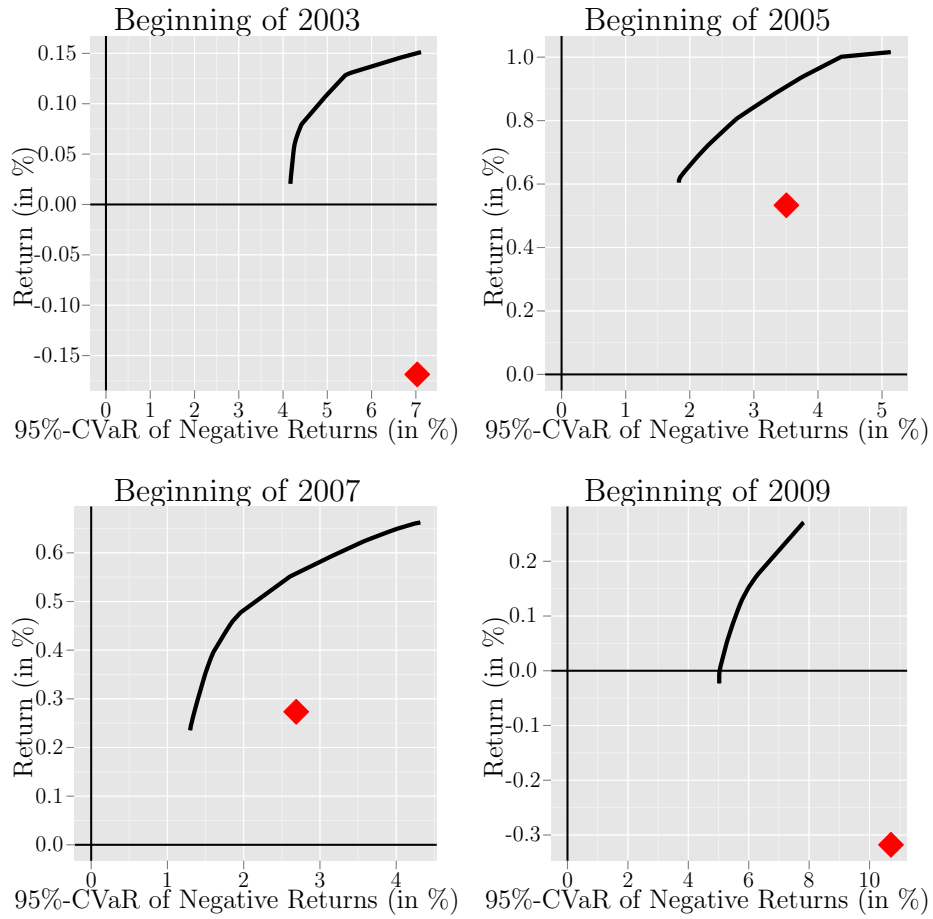 Beginning of 2003
Return (in %)
0.15
0.10
0.05
0.00
-0.05
-0.10
-0.15
0 1 2 3 4 5 6 7
95%-CVaR of Negative Returns (in %)
Beginning of 2005
Return (in %)
1.0
0.8
0.6
0.4
0.2
0.0
0 1 2 3 4 5
95%-CVaR of Negative Returns (in %)
Beginning of 2007
Return (in %)
0.6
0.5
0.4
0.3
0.2
0.1
0.0
0 1 2 3 4
95%-CVaR of Negative Returns (in %)
Beginning of 2009
Return (in %)
0.2
0.1
0.0
-0.1
-0.2
-0.3
0 2 4 6 8 10
95%-CVaR of Negative Returns (in %)